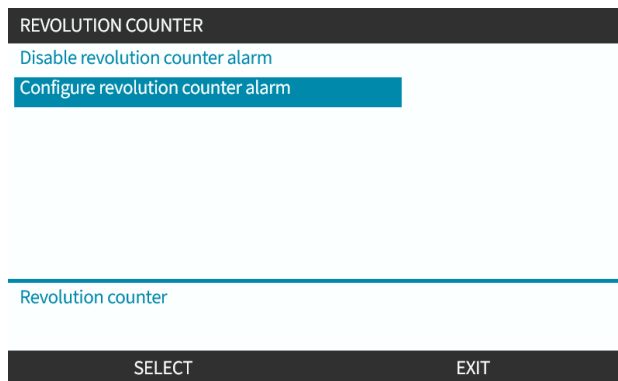 REVOLUTION COUNTER
Disable revolution counter alarm
Configure revolution counter alarm
Revolution counter
SELECT EXIT